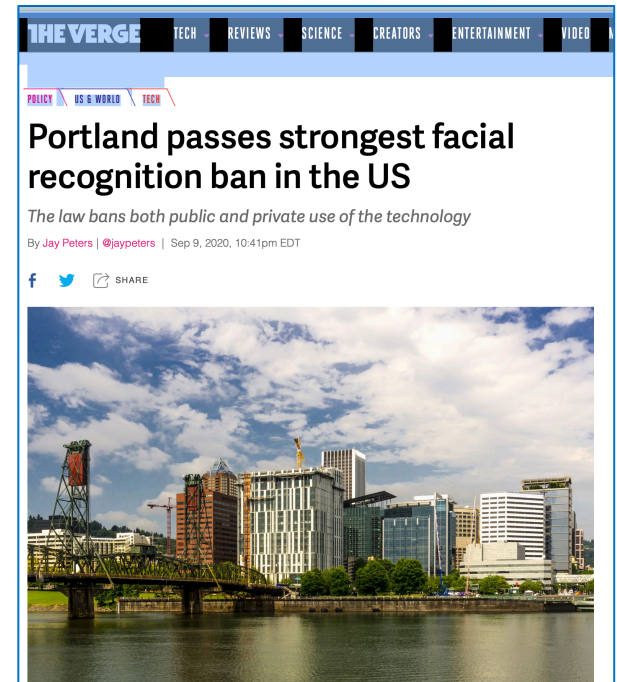 THE VERGE TECH REVIEWS SCIENCE CREATORS ENTERTAINMENT VIDEO
POLICY US & WORLD TECH
Portland passes strongest facial
recognition ban in the US
The law bans both public and private use of the technology
By Jay Peters | @jaypeters | Sep 9, 2020, 10:41pm EDT
SHARE